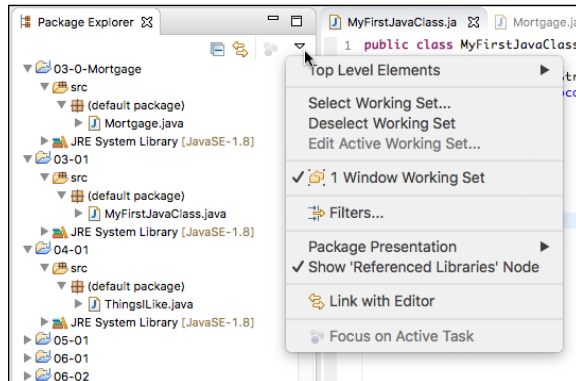 Package Explorer
MyFirstJavaClass.ja
Mortgage.j
1 public class MyFirstJavaClass
03-0-Mortgage
src
(default package)
Mortgage.java
JRE System Library [JavaSE-1.8]
03-01
src
(default package)
MyFirstJavaClass.java
JRE System Library [JavaSE-1.8]
04-01
src
(default package)
ThingsILike.java
JRE System Library [JavaSE-1.8]
05-01
06-01
06-02
Top Level Elements
Select Working Set...
Deselect Working Set
Edit Active Working Set...
1 Window Working Set
Filters...
Package Presentation
Show 'Referenced Libraries' Node
Link with Editor
Focus on Active Task